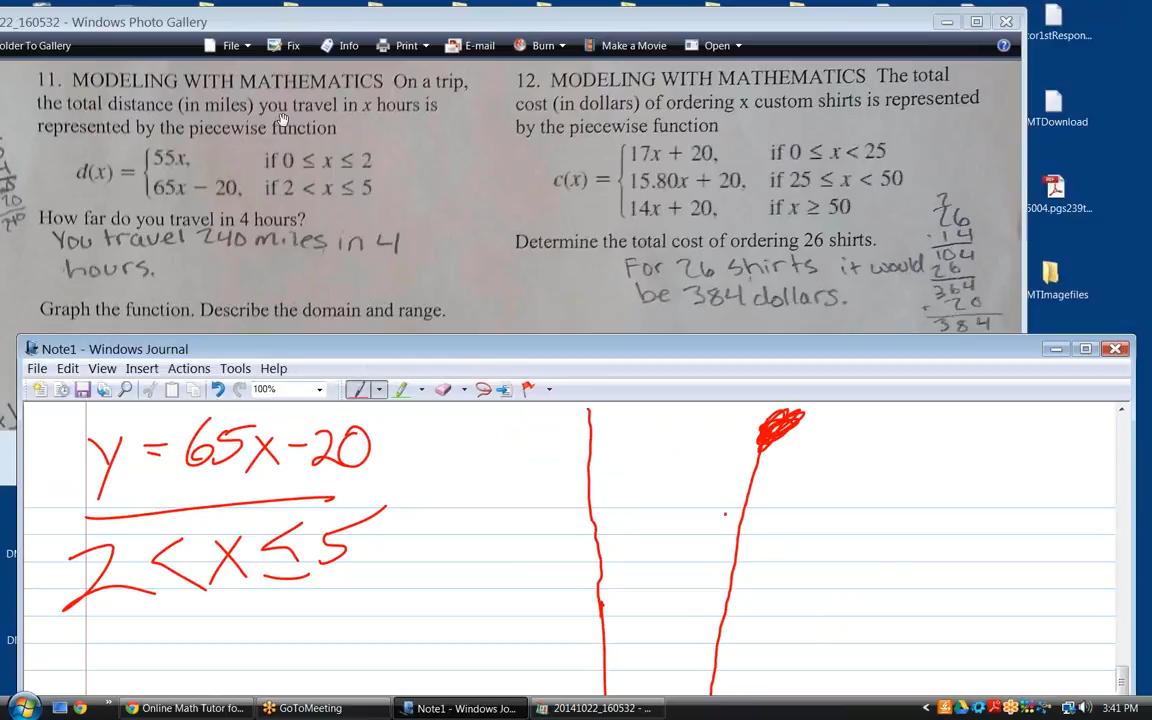 22_160532 - Windows Photo Gallery
older To Gallery File Fix Info Print E-mail Burn Make a Movie Open
11. MODELING WITH MATHEMATICS On a trip,
the total distance (in miles) you travel in x hours is
represented by the piecewise function
d(x) = { 55x, if 0 ≤ x ≤ 2
65x − 20, if 2 < x ≤ 5
How far do you travel in 4 hours?
You travel 240 miles in 4
hours.
Graph the function. Describe the domain and range.
12. MODELING WITH MATHEMATICS The total
cost (in dollars) of ordering x custom shirts is represented
by the piecewise function
c(x) = { 17x + 20, if 0 ≤ x < 25
15.80x + 20, if 25 ≤ x < 50
14x + 20, if x ≥ 50
Determine the total cost of ordering 26 shirts.
For 26 shirts it would
be 384 dollars.
2
26
14
104
26
364
20
384
tor1stRespon...
MTDownload
5004.pgs239t...
MTImagefiles
Note1 - Windows Journal
File Edit View Insert Actions Tools Help
100%
y = 65x-20
2 < x ≤ 5
Online Math Tutor fo... GoToMeeting Note1 - Windows Jo... 20141022_160532 - ... 3:41 PM